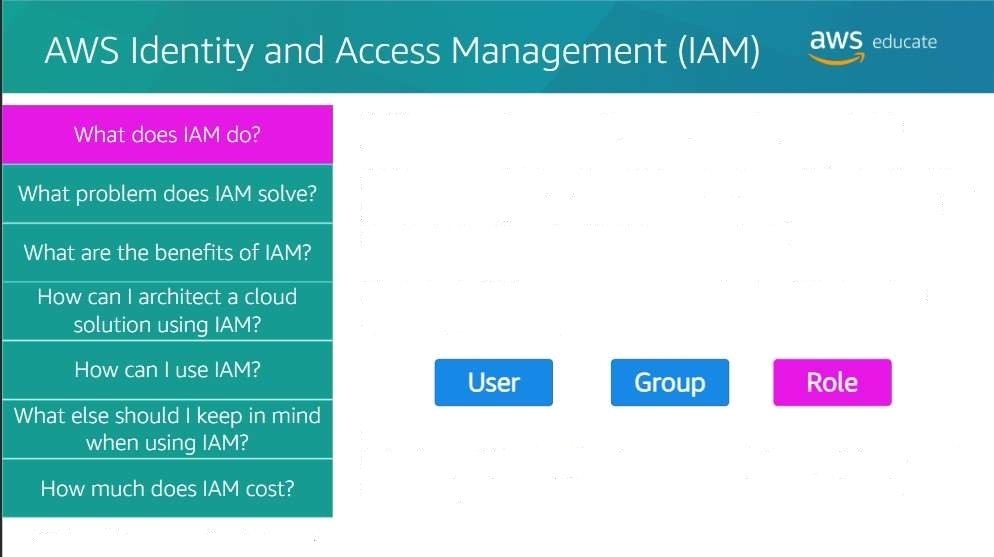 AWS Identity and Access Management (IAM)
aws educate
What does IAM do?
What problem does IAM solve?
What are the benefits of IAM?
How can I architect a cloud
solution using IAM?
How can I use IAM?
What else should I keep in mind
when using IAM?
How much does IAM cost?
User
Group
Role